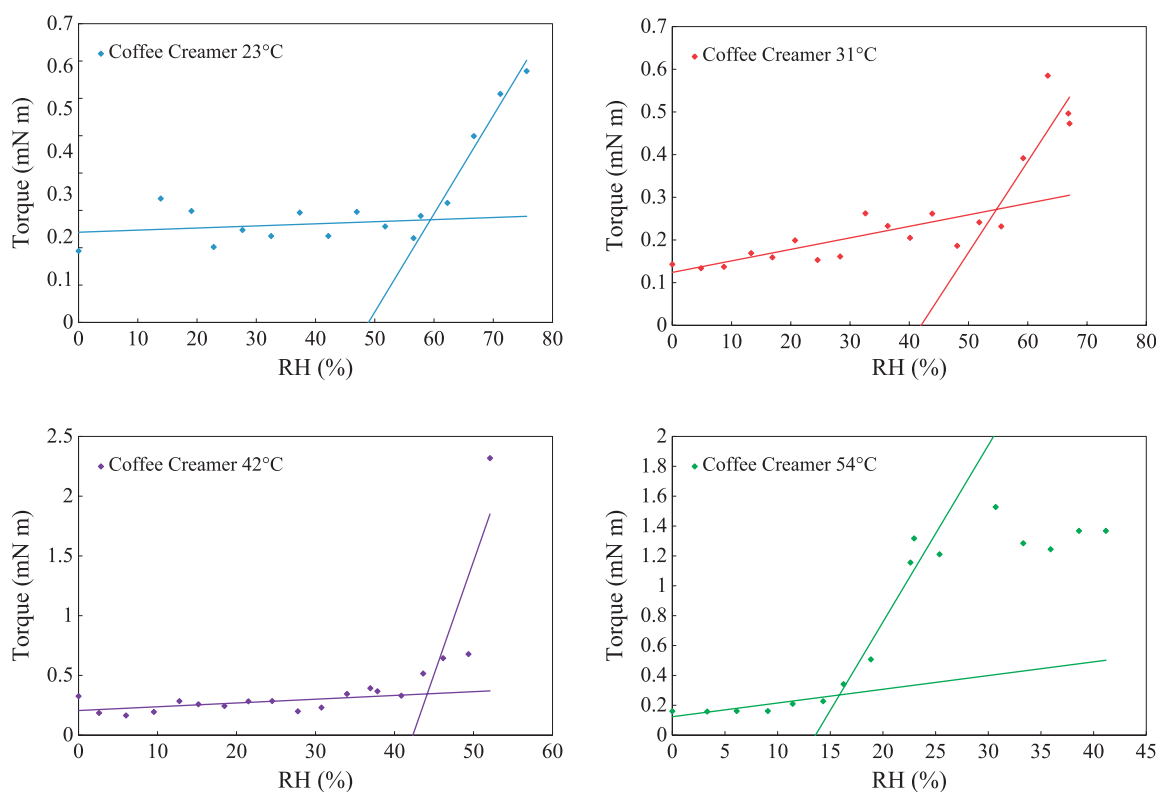 0.7
0.6
0.5
0.4
0.3
0.2
0.1
0
Torque (mN m)
Coffee Creamer 23°C
0 10 20 30 40 50 60 70 80
RH (%)
0.7
0.6
0.5
0.4
0.3
0.2
0.1
0
Torque (mN m)
Coffee Creamer 31°C
0 10 20 30 40 50 60 70 80
RH (%)
2.5
2
1.5
1
0.5
0
Torque (mN m)
Coffee Creamer 42°C
0 10 20 30 40 50 60
RH (%)
2
1.8
1.6
1.4
1.2
1
0.8
0.6
0.4
0.2
0
Torque (mN m)
Coffee Creamer 54°C
0 5 10 15 20 25 30 35 40 45
RH (%)